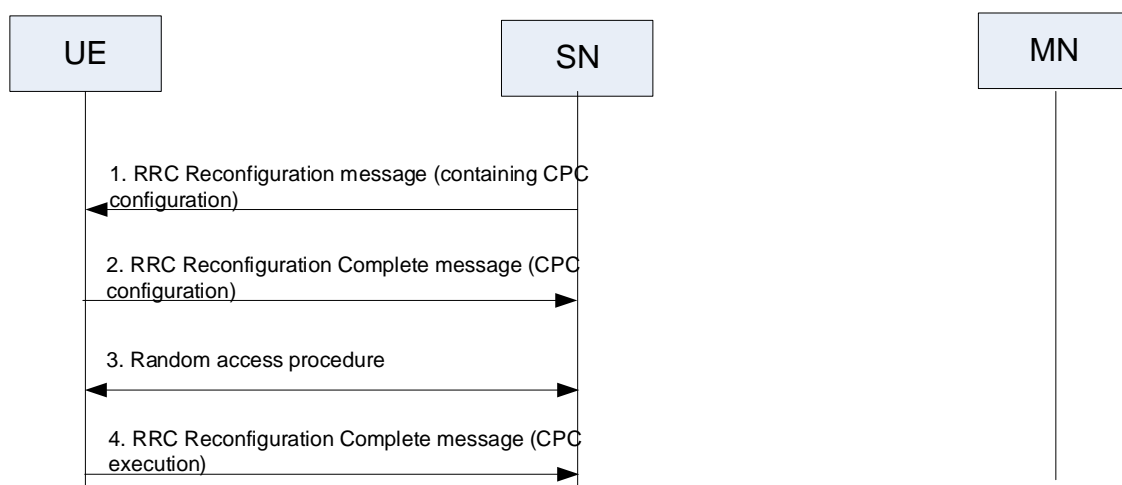 UE
SN
MN
1. RRC Reconfiguration message (containing CPC
configuration)
2. RRC Reconfiguration Complete message (CPC
configuration)
3. Random access procedure
4. RRC Reconfiguration Complete message (CPC
execution)